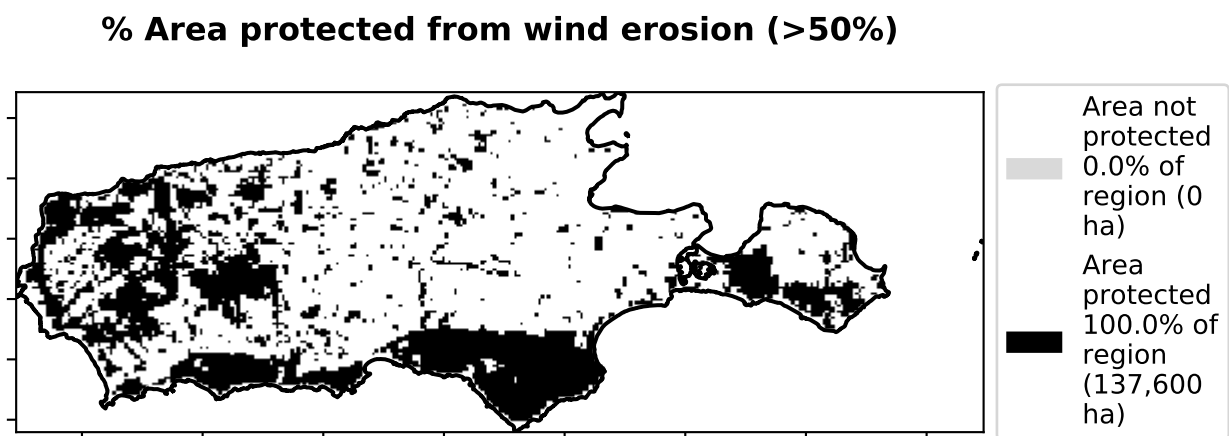 % Area protected from wind erosion (>50%)
Area not
protected
0.0% of
region (0
ha)
Area
protected
100.0% of
region
(137,600
ha)